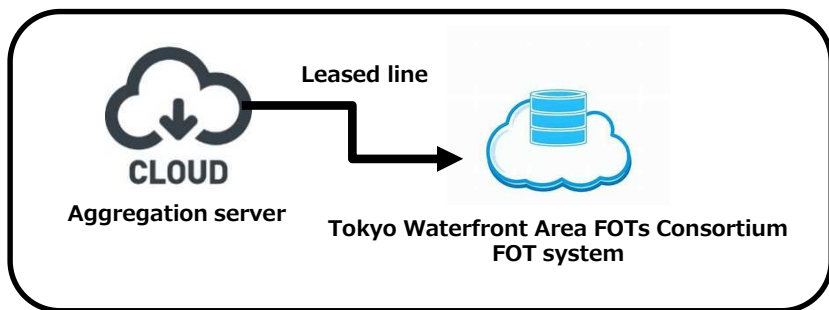 Leased line
CLOUD
Aggregation server
Tokyo Waterfront Area FOTs Consortium
FOT system